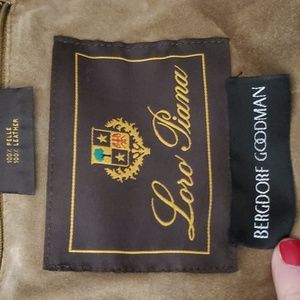 100% PELLE
100% LEATHER
Loro Piana
BERGDORF GOODMAN